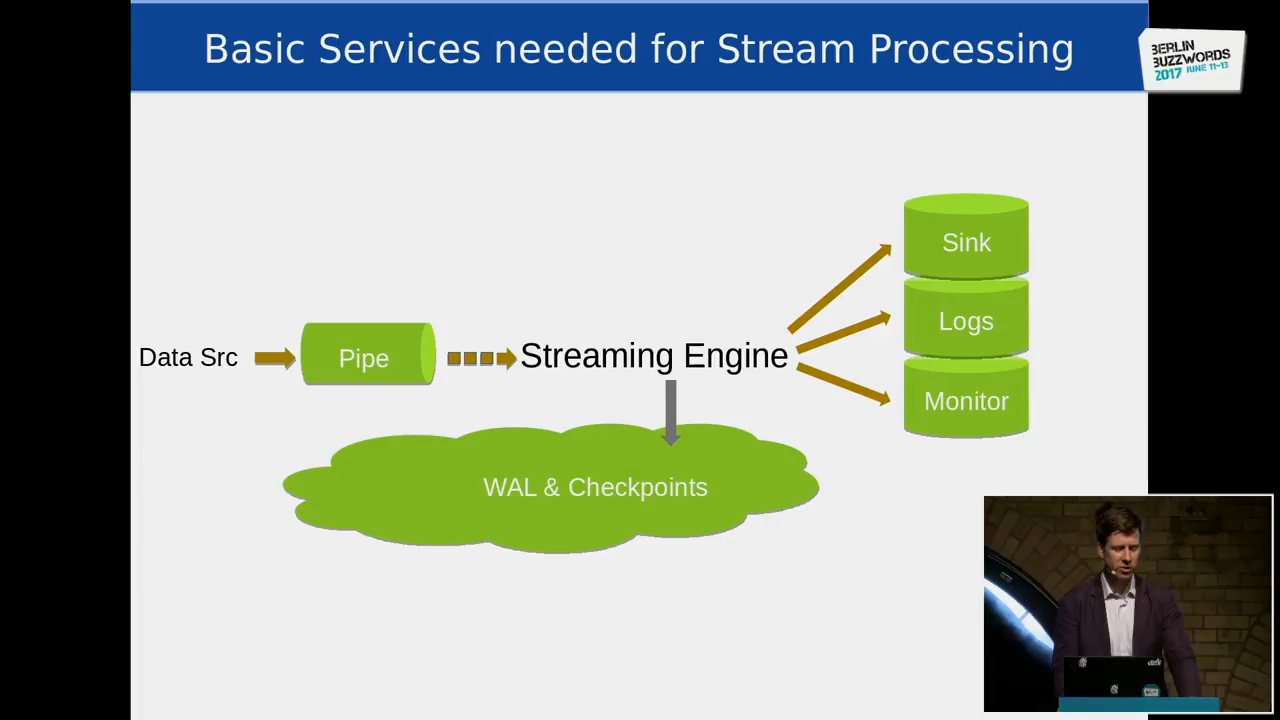 Basic Services needed for Stream Processing
BERLIN
BUZZWORDS
2017 JUNE 11-13
Sink
Logs
Data Src
Pipe
Streaming Engine
Monitor
WAL & Checkpoints